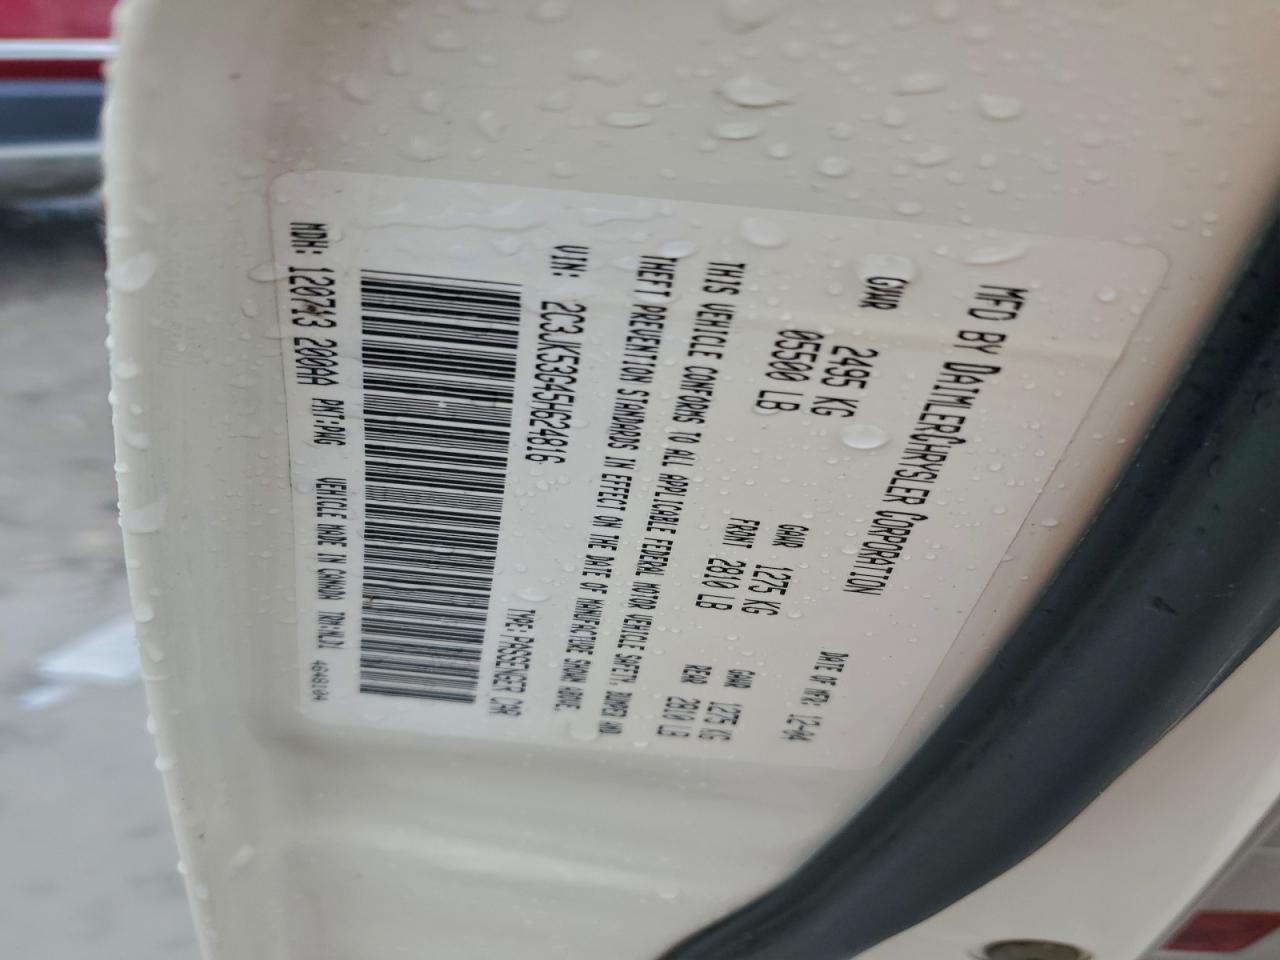 MFD BY DAIMLERCHRYSLER CORPORATION
DATE OF MFR: 12-04
GVWR 2495 KG
05500 LB
GAWR FRONT 1275 KG
2810 LB
GAWR REAR 1275 KG
2810 LB
THIS VEHICLE CONFORMS TO ALL APPLICABLE FEDERAL MOTOR VEHICLE SAFETY, BUMPER AND
THEFT PREVENTION STANDARDS IN EFFECT ON THE DATE OF MANUFACTURE SHOWN ABOVE.
VIN: 2C3JK53G45H624816
TYPE: PASSENGER CAR
MDH: 120713 200AA PNT:PWG VEHICLE MADE IN CANADA 4648104